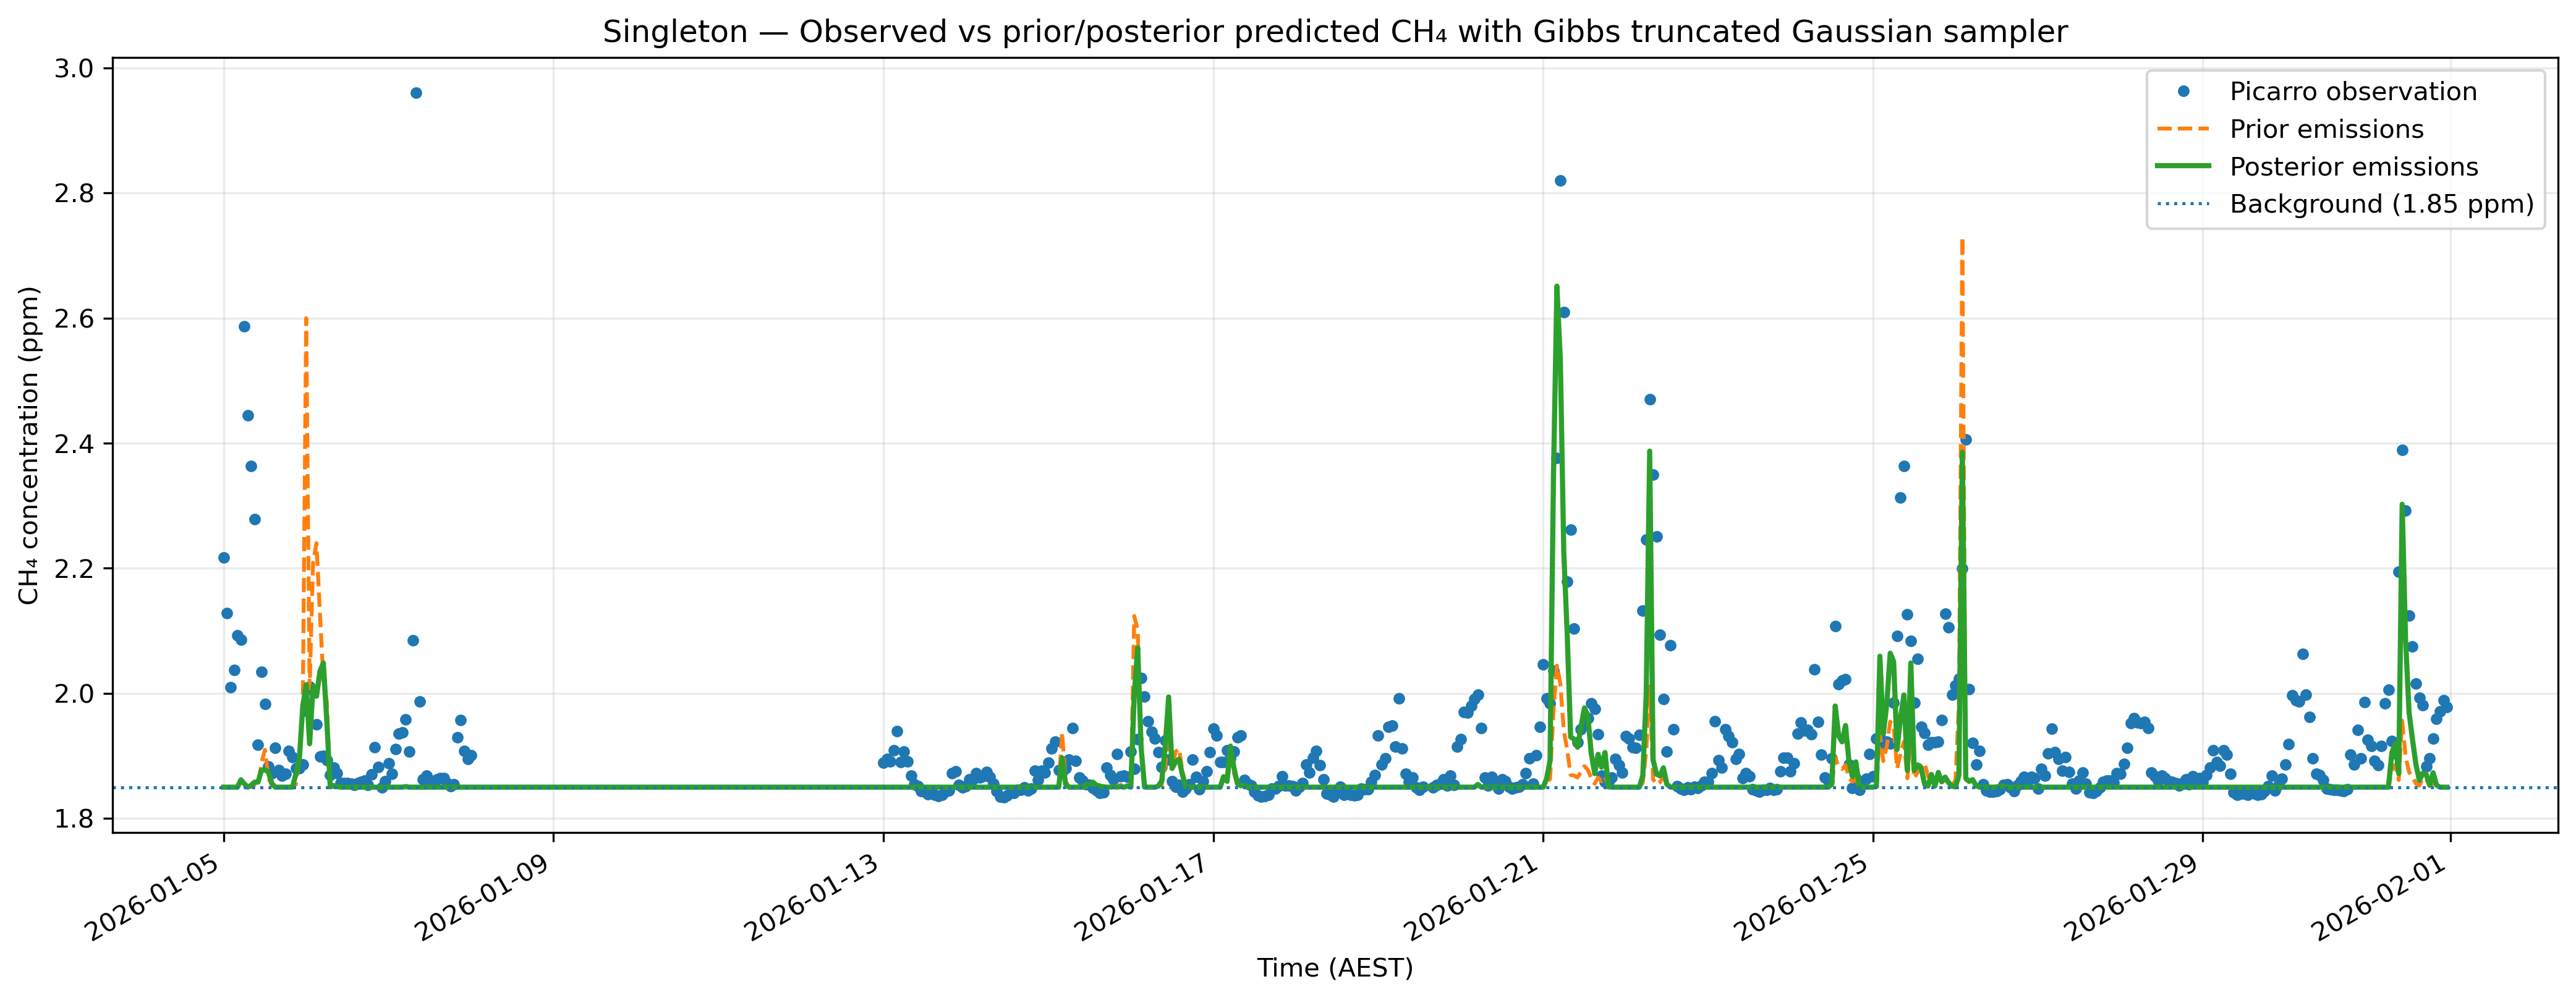 Singleton — Observed vs prior/posterior predicted CH₄ with Gibbs truncated Gaussian sampler
CH₄ concentration (ppm)
3.0
2.8
2.6
2.4
2.2
2.0
1.8
Picarro observation
Prior emissions
Posterior emissions
Background (1.85 ppm)
2026-01-05
2026-01-09
2026-01-13
2026-01-17
2026-01-21
2026-01-25
2026-01-29
2026-02-01
Time (AEST)